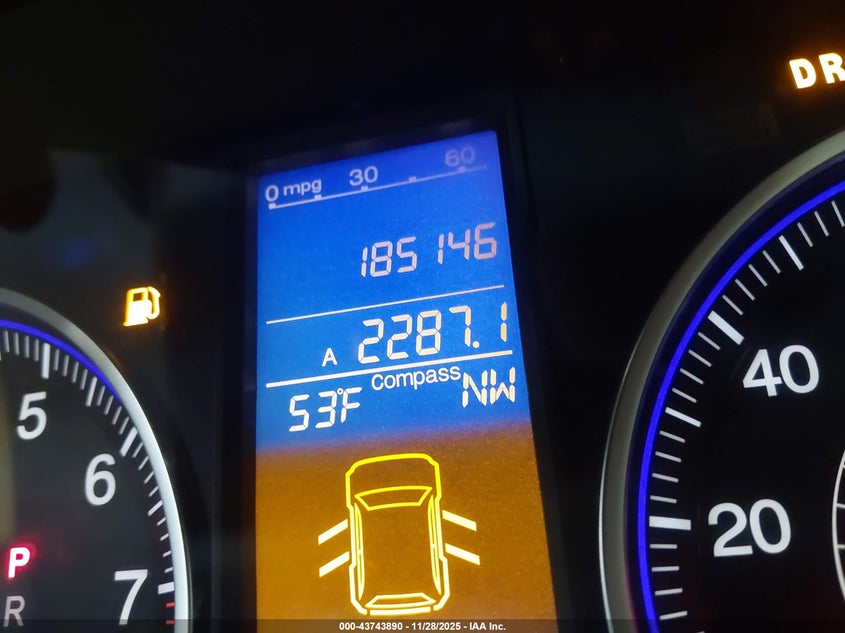 DR
0 mpg 30 60
185146
A 2287.1
Compass
53°F NW
5
6
7
P
R
40
20
000-43743890 - 11/28/2025 - IAA Inc.